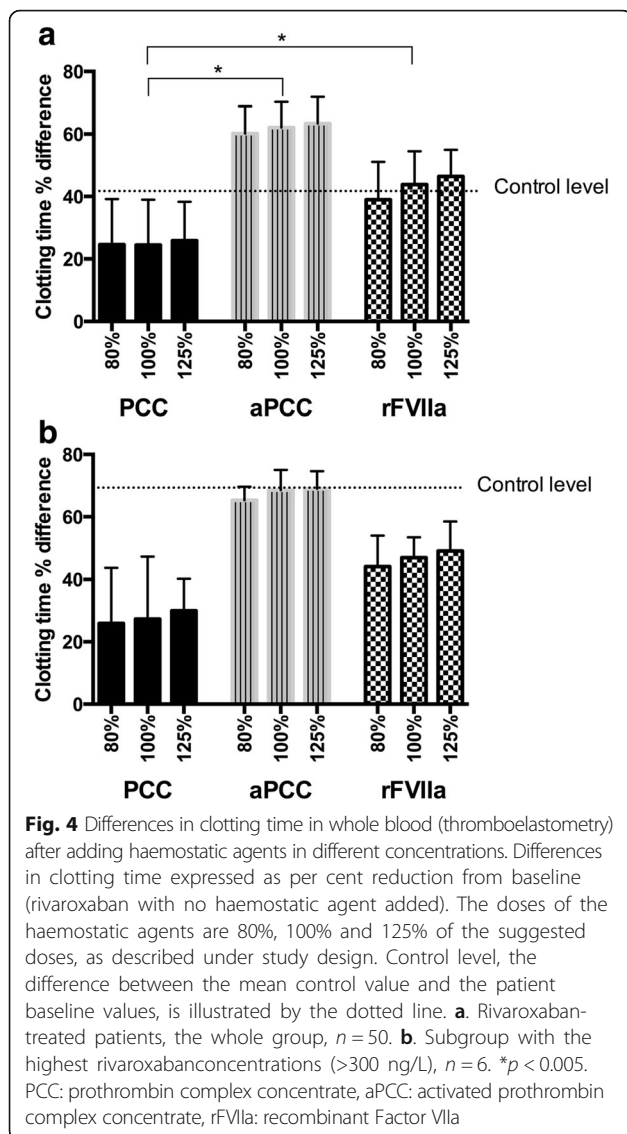 a
*
*
80
60
40
20
0
Clotting time % difference
Control level
80% 100% 125% 80% 100% 125% 80% 100% 125%
PCC aPCC rFVIIa
b
80
60
40
20
0
Clotting time % difference
Control level
80% 100% 125% 80% 100% 125% 80% 100% 125%
PCC aPCC rFVIIa
Fig. 4 Differences in clotting time in whole blood (thromboelastometry)
after adding haemostatic agents in different concentrations. Differences
in clotting time expressed as per cent reduction from baseline
(rivaroxaban with no haemostatic agent added). The doses of the
haemostatic agents are 80%, 100% and 125% of the suggested
doses, as described under study design. Control level, the
difference between the mean control value and the patient
baseline values, is illustrated by the dotted line. a. Rivaroxaban-
treated patients, the whole group, n = 50. b. Subgroup with the
highest rivaroxabanconcentrations (>300 ng/L), n = 6. *p < 0.005.
PCC: prothrombin complex concentrate, aPCC: activated prothrombin
complex concentrate, rFVIIa: recombinant Factor VIIa